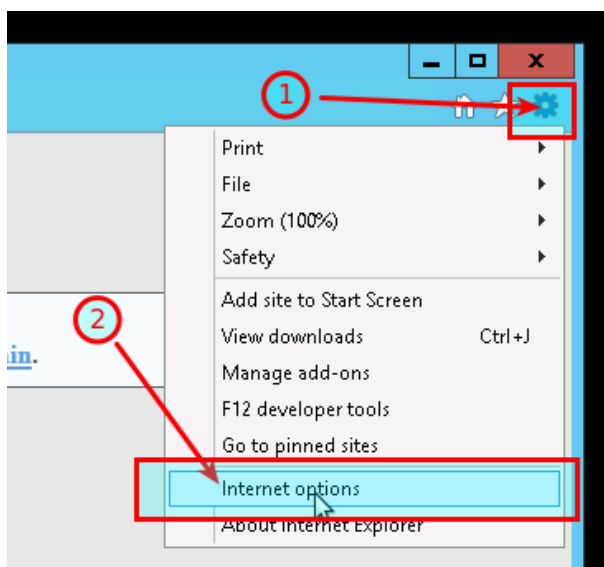 x
1
Print
File
Zoom (100%)
Safety
Add site to Start Screen
2
View downloads Ctrl+J
in.
Manage add-ons
F12 developer tools
Go to pinned sites
Internet options
About Internet Explorer